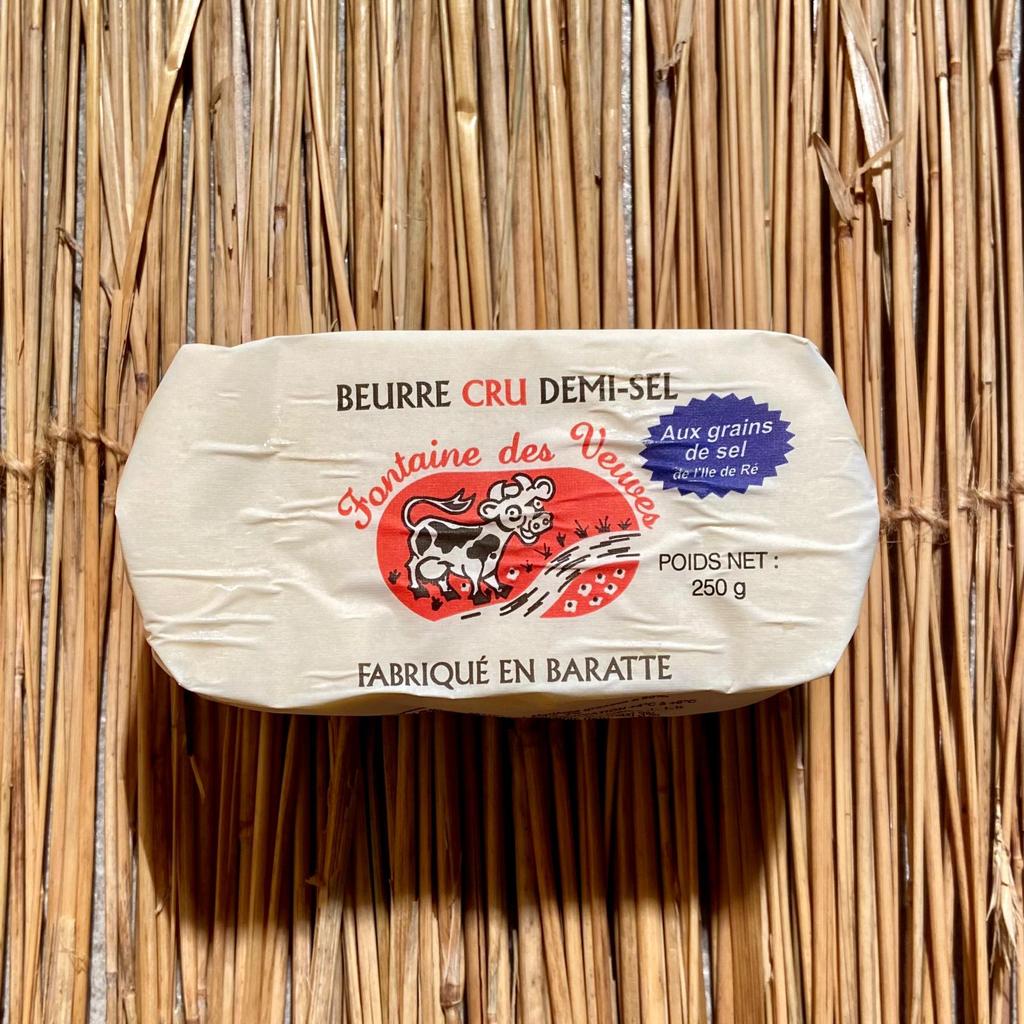 BEURRE CRU DEMI-SEL
Fontaine des Veuves
Aux grains
de sel
de l'Ile de Ré
POIDS NET :
250 g
FABRIQUÉ EN BARATTE